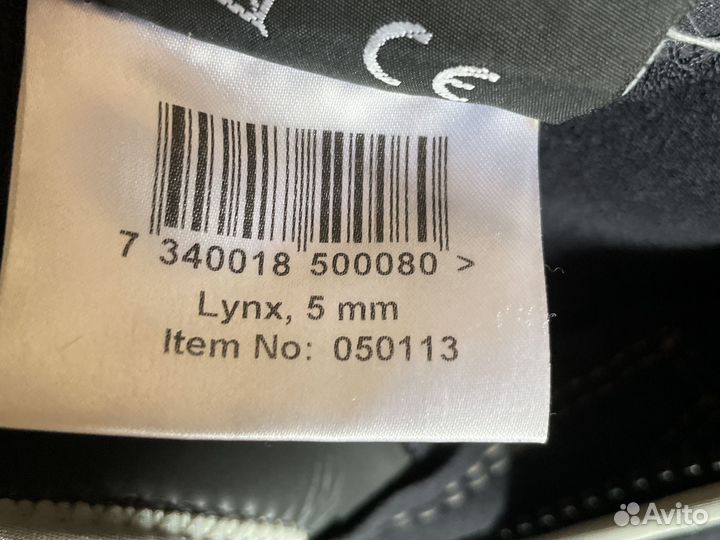 CE
7 340018 500080 >
Lynx, 5 mm
Item No: 050113
Avito